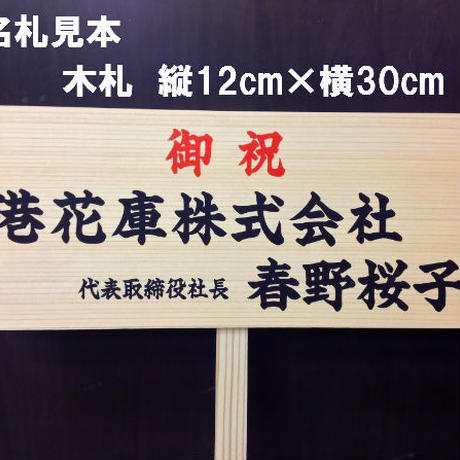 名札見本
木札 縦12cm×横30cm
御祝
港花庫株式会社
代表取締役社長 春野桜子